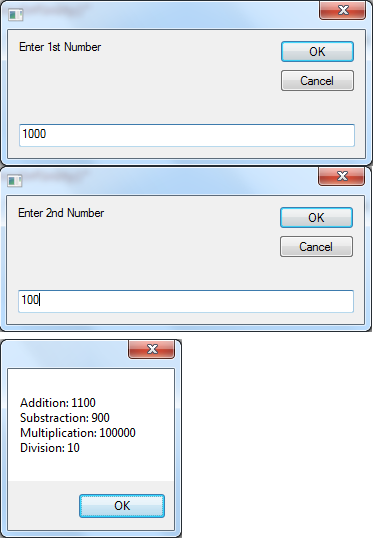 Enter 1st Number
OK
Cancel
1000
Enter 2nd Number
OK
Cancel
100
Addition: 1100
Substraction: 900
Multiplication: 100000
Division: 10
OK